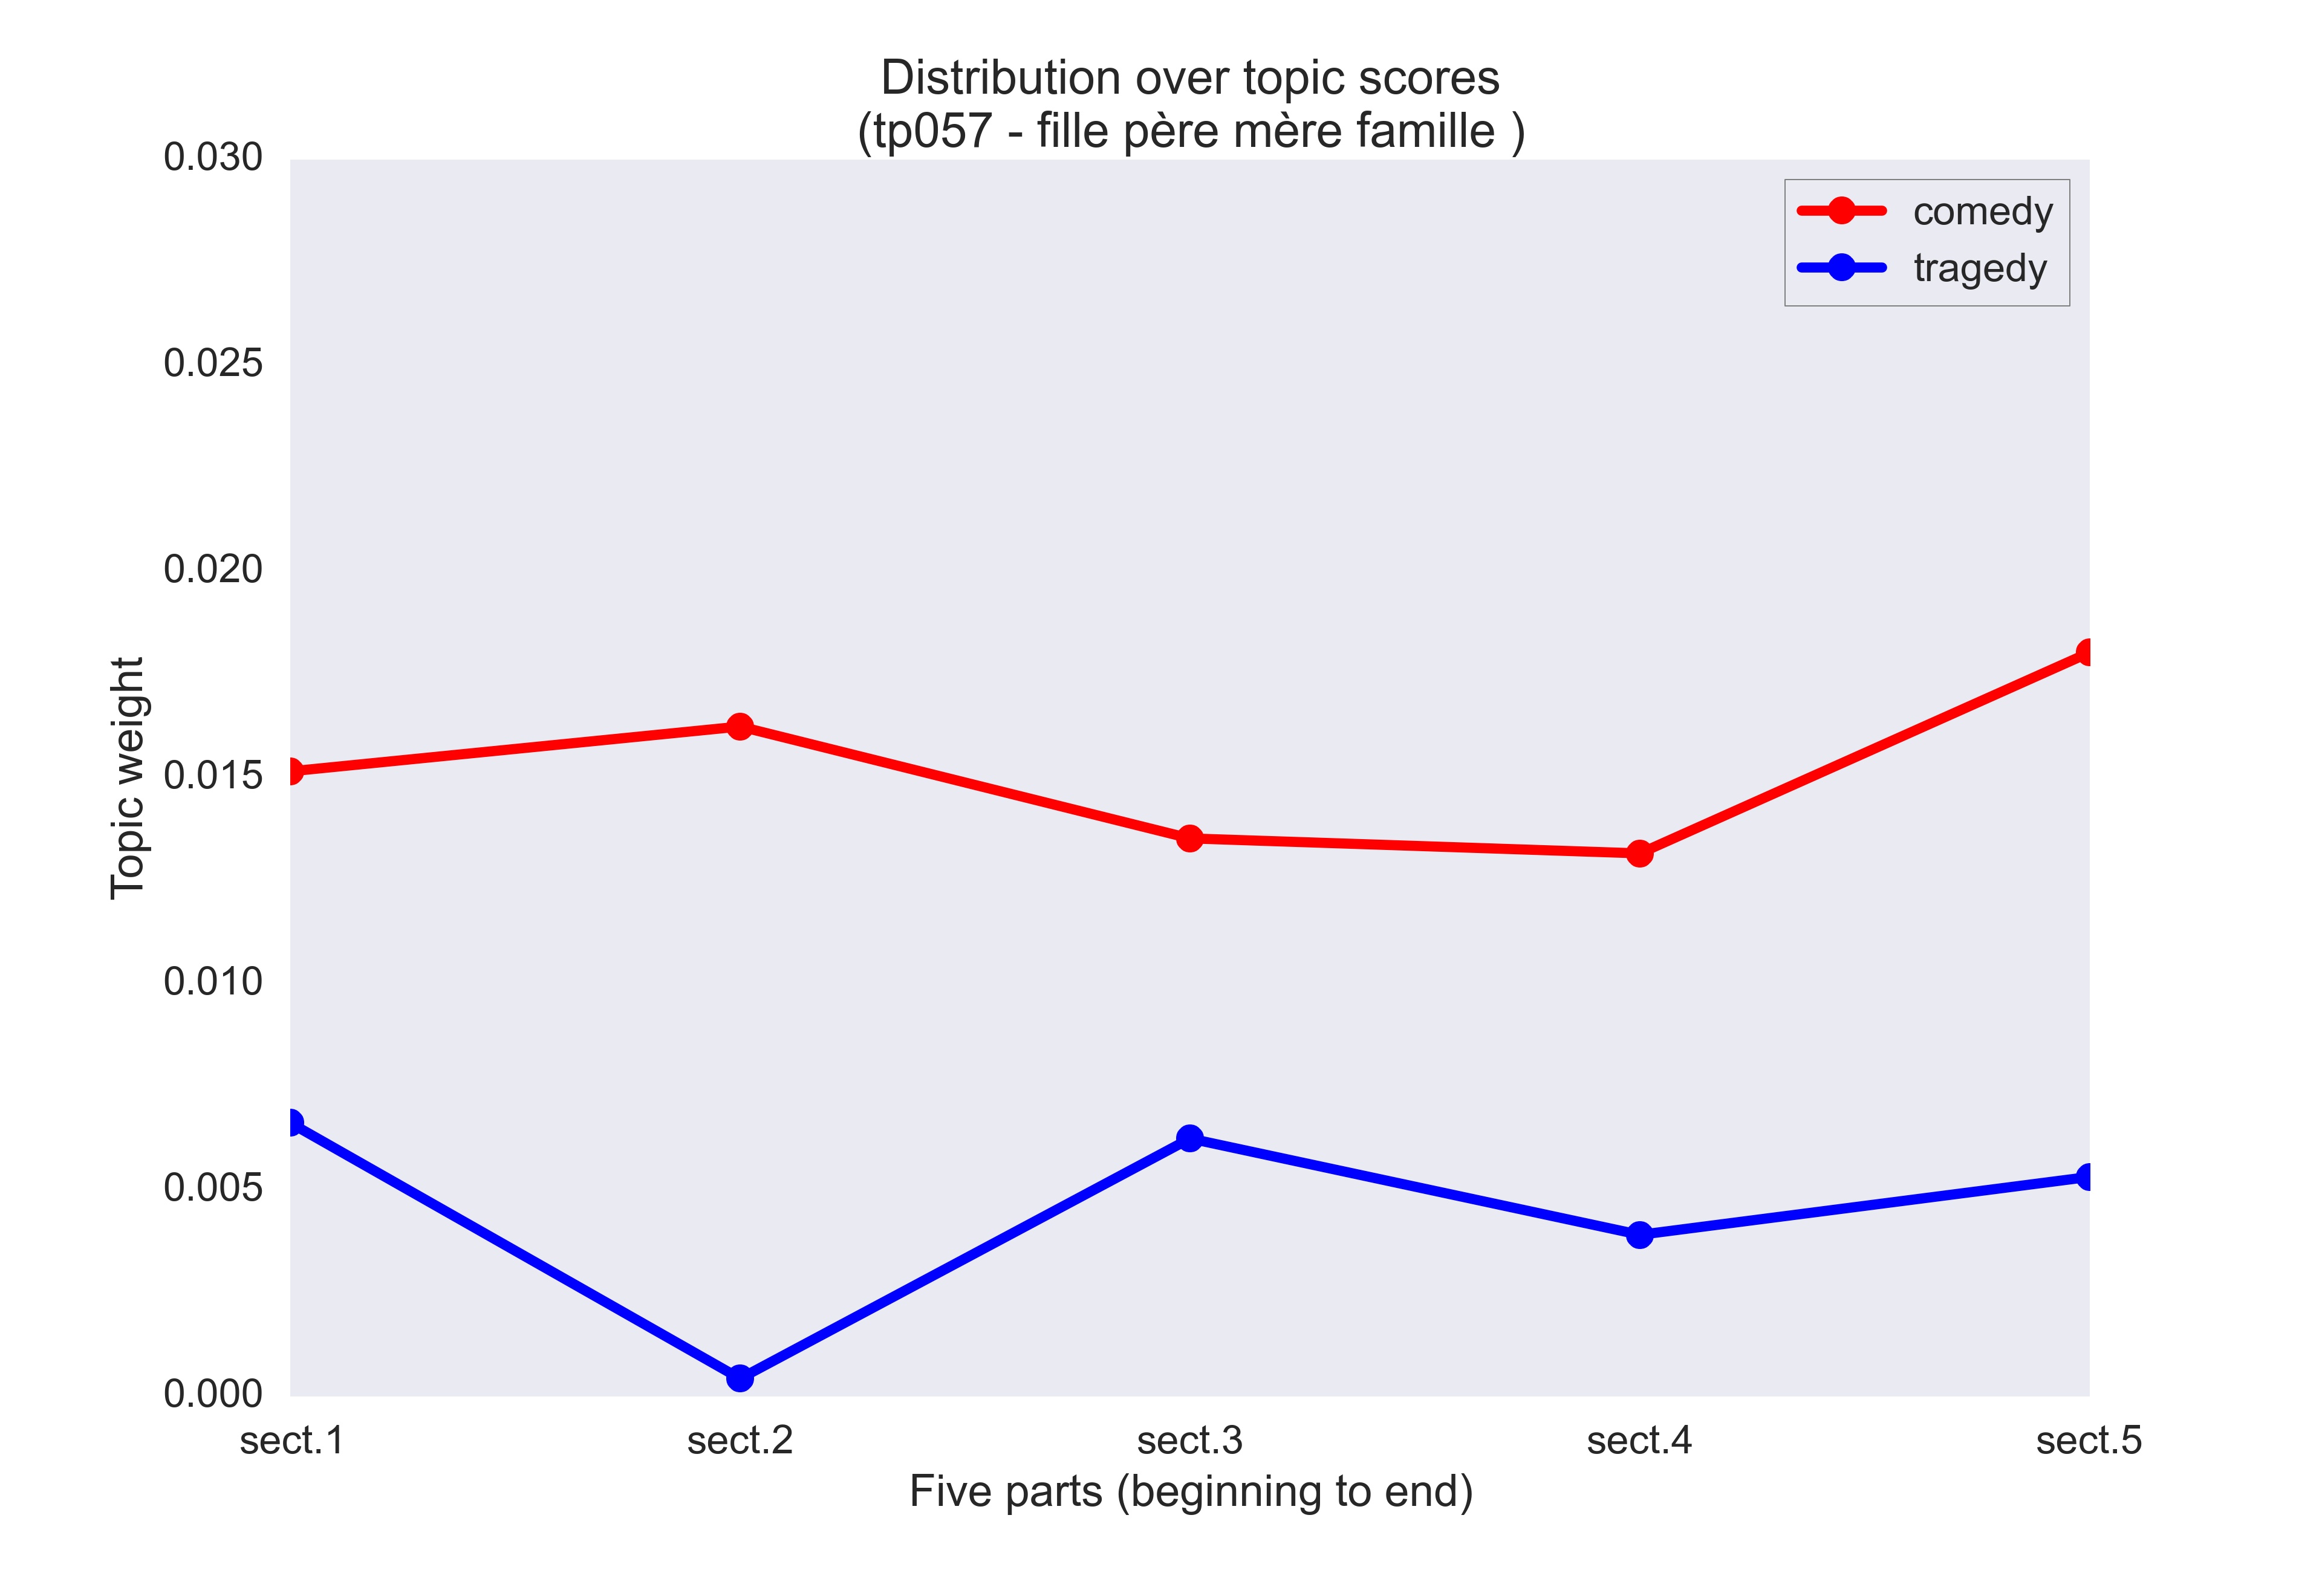 Distribution over topic scores
(tp057 - fille père mère famille )
0.030
0.025
0.020
0.015
0.010
0.005
0.000
Topic weight
comedy
tragedy
sect.1
sect.2
sect.3
sect.4
sect.5
Five parts (beginning to end)